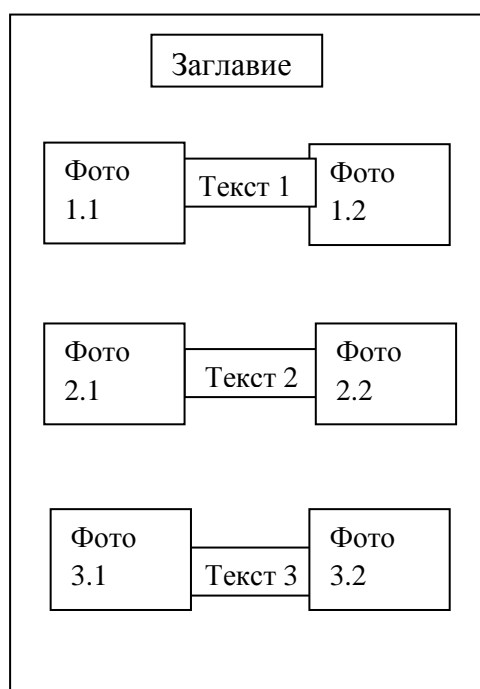 Заглавие
Фото
1.1
Текст 1
Фото
1.2
Фото
2.1
Текст 2
Фото
2.2
Фото
3.1
Текст 3
Фото
3.2